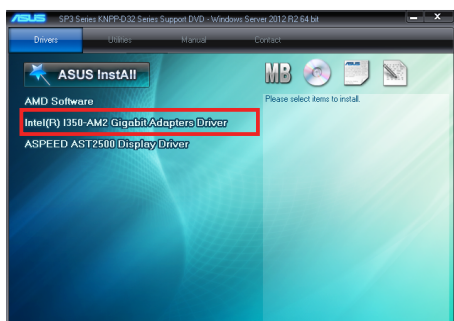 ASUS SP3 Series KNPP-D32 Series Support DVD - Windows Server 2012 R2 64 bit
Drivers Utilities Manual Contact
ASUS InstAll
MB
AMD Software
Please select items to install.
Intel(R) I350-AM2 Gigabit Adapters Driver
ASPEED AST2500 Display Driver